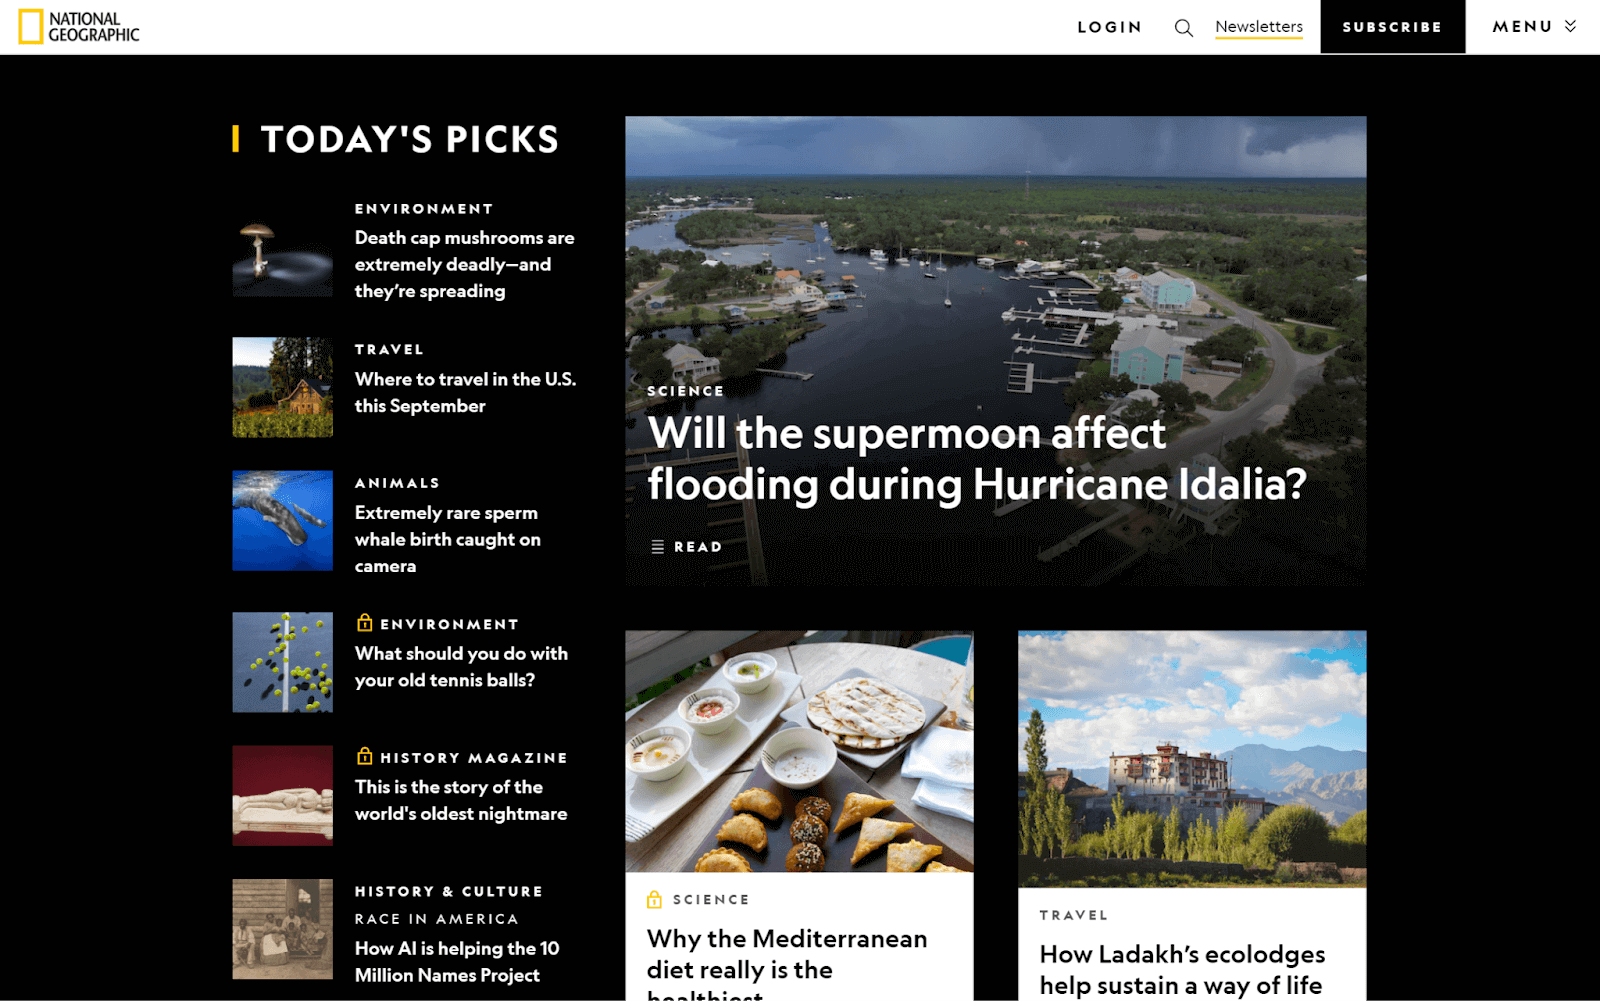 NATIONAL
GEOGRAPHIC
LOGIN
Newsletters
SUBSCRIBE
MENU
TODAY'S PICKS
ENVIRONMENT
Death cap mushrooms are
extremely deadly—and
they’re spreading
TRAVEL
Where to travel in the U.S.
this September
ANIMALS
Extremely rare sperm
whale birth caught on
camera
ENVIRONMENT
What should you do with
your old tennis balls?
HISTORY MAGAZINE
This is the story of the
world's oldest nightmare
HISTORY & CULTURE
RACE IN AMERICA
How AI is helping the 10
Million Names Project
SCIENCE
Will the supermoon affect
flooding during Hurricane Idalia?
READ
SCIENCE
Why the Mediterranean
diet really is the
healthiest
TRAVEL
How Ladakh’s ecolodges
help sustain a way of life